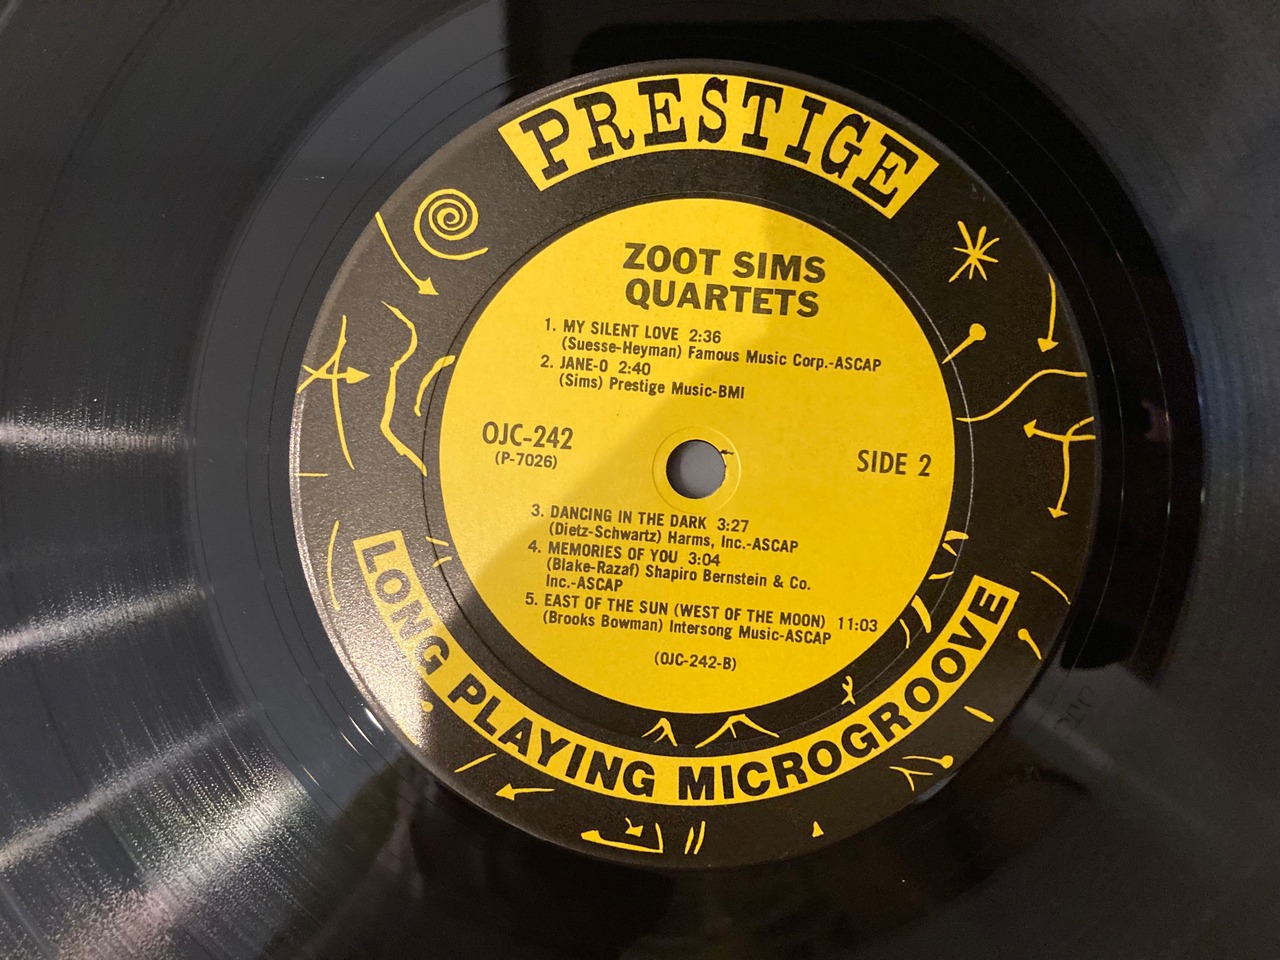 PRESTIGE
ZOOT SIMS
QUARTETS
1. MY SILENT LOVE 2:36
(Suesse-Heyman) Famous Music Corp.-ASCAP
2. JANE-O 2:40
(Sims) Prestige Music-BMI
OJC-242
(P-7026)
SIDE 2
3. DANCING IN THE DARK 3:27
(Dietz-Schwartz) Harms, Inc.-ASCAP
4. MEMORIES OF YOU 3:04
(Blake-Razaf) Shapiro Bernstein & Co.
Inc.-ASCAP
5. EAST OF THE SUN (WEST OF THE MOON) 11:03
(Brooks Bowman) Intersong Music-ASCAP
(OJC-242-B)
LONG PLAYING MICROGROOVE